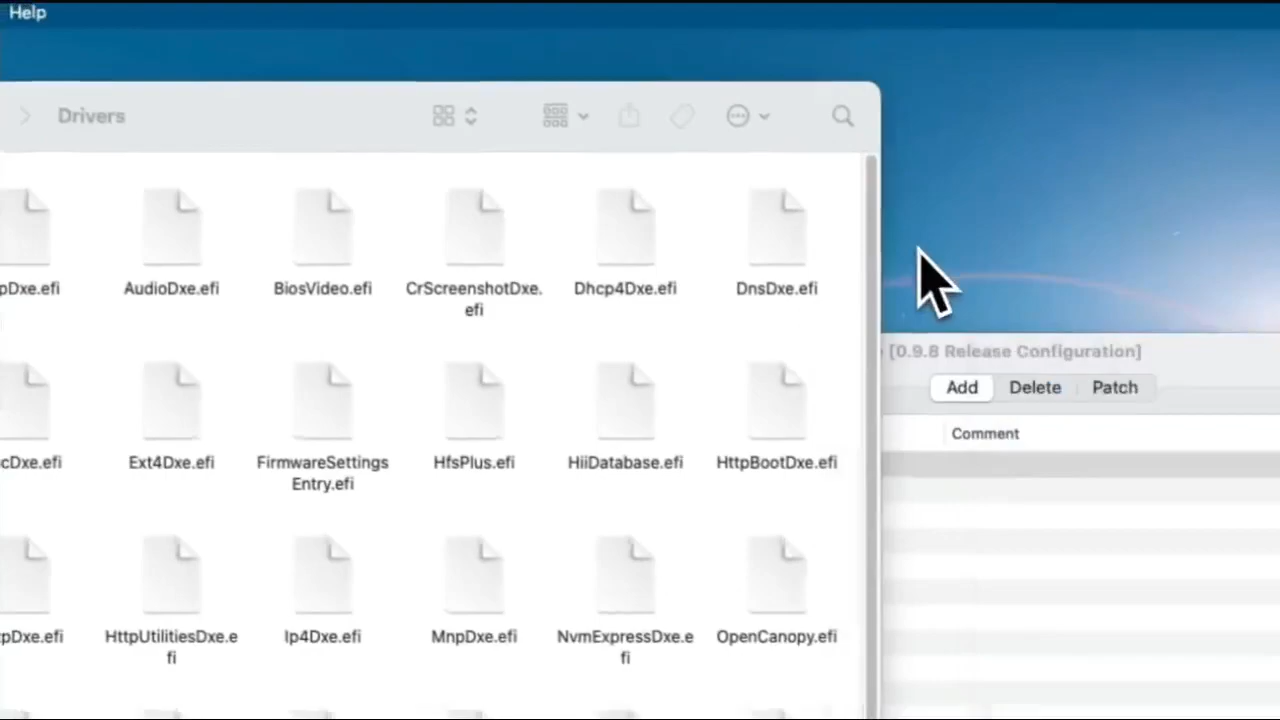 Help
Drivers
pDxe.efi
AudioDxe.efi
BiosVideo.efi
CrScreenshotDxe.
efi
Dhcp4Dxe.efi
DnsDxe.efi
[0.9.8 Release Configuration]
Add
Delete
Patch
Comment
cDxe.efi
Ext4Dxe.efi
FirmwareSettings
Entry.efi
HfsPlus.efi
HiiDatabase.efi
HttpBootDxe.efi
pDxe.efi
HttpUtilitiesDxe.e
fi
Ip4Dxe.efi
MnpDxe.efi
NvmExpressDxe.e
fi
OpenCanopy.efi